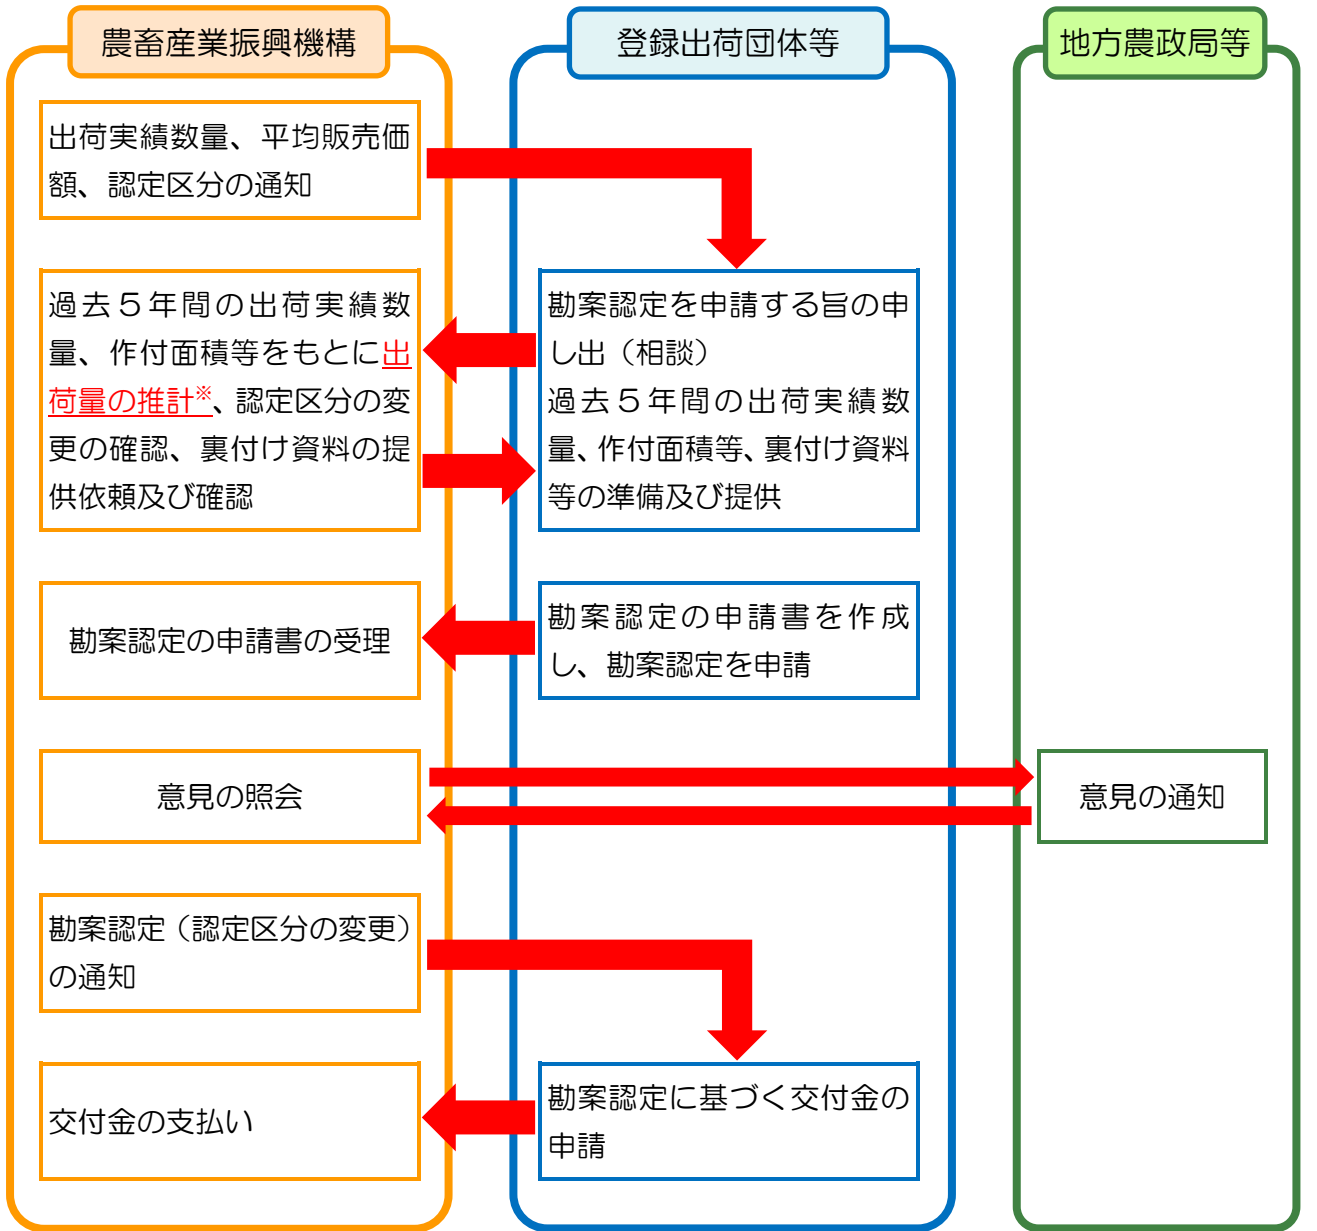 農畜産業振興機構
登録出荷団体等
地方農政局等
出荷実績数量、平均販売価
額、認定区分の通知
過去５年間の出荷実績数
量、作付面積等をもとに出
荷量の推計※、認定区分の変
更の確認、裏付け資料の提
供依頼及び確認
勘案認定を申請する旨の申
し出（相談）
過去５年間の出荷実績数
量、作付面積等、裏付け資料
等の準備及び提供
勘案認定の申請書の受理
勘案認定の申請書を作成
し、勘案認定を申請
意見の照会
意見の通知
勘案認定（認定区分の変更）
の通知
勘案認定に基づく交付金の
申請
交付金の支払い